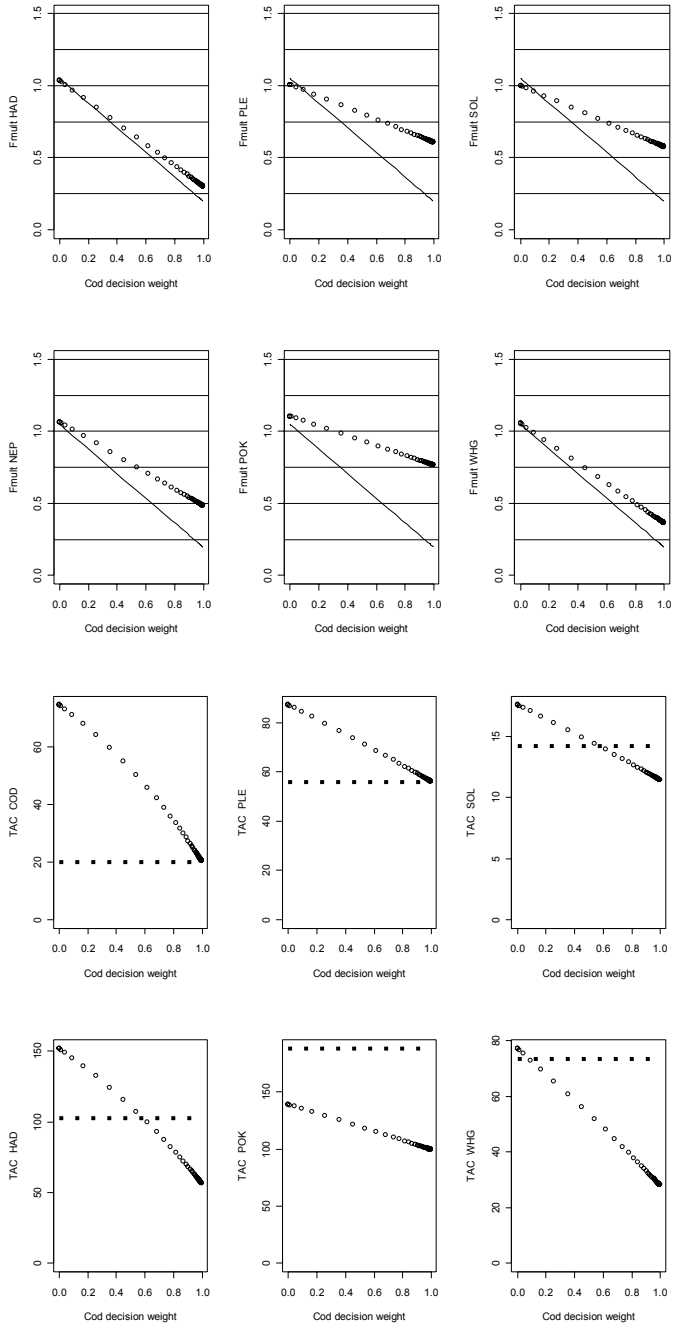 Fmult HAD
1.5
1.0
0.5
0.0
0.0 0.2 0.4 0.6 0.8 1.0
Cod decision weight
Fmult PLE
1.5
1.0
0.5
0.0
0.0 0.2 0.4 0.6 0.8 1.0
Cod decision weight
Fmult SOL
1.5
1.0
0.5
0.0
0.0 0.2 0.4 0.6 0.8 1.0
Cod decision weight
Fmult NEP
1.5
1.0
0.5
0.0
0.0 0.2 0.4 0.6 0.8 1.0
Cod decision weight
Fmult POK
1.5
1.0
0.5
0.0
0.0 0.2 0.4 0.6 0.8 1.0
Cod decision weight
Fmult WHG
1.5
1.0
0.5
0.0
0.0 0.2 0.4 0.6 0.8 1.0
Cod decision weight
TAC COD
60
40
20
0
0.0 0.2 0.4 0.6 0.8 1.0
Cod decision weight
TAC PLE
80
60
40
20
0
0.0 0.2 0.4 0.6 0.8 1.0
Cod decision weight
TAC SOL
15
10
5
0
0.0 0.2 0.4 0.6 0.8 1.0
Cod decision weight
TAC HAD
150
100
50
0
0.0 0.2 0.4 0.6 0.8 1.0
Cod decision weight
TAC POK
150
100
50
0
0.0 0.2 0.4 0.6 0.8 1.0
Cod decision weight
TAC WHG
80
60
40
20
0
0.0 0.2 0.4 0.6 0.8 1.0
Cod decision weight